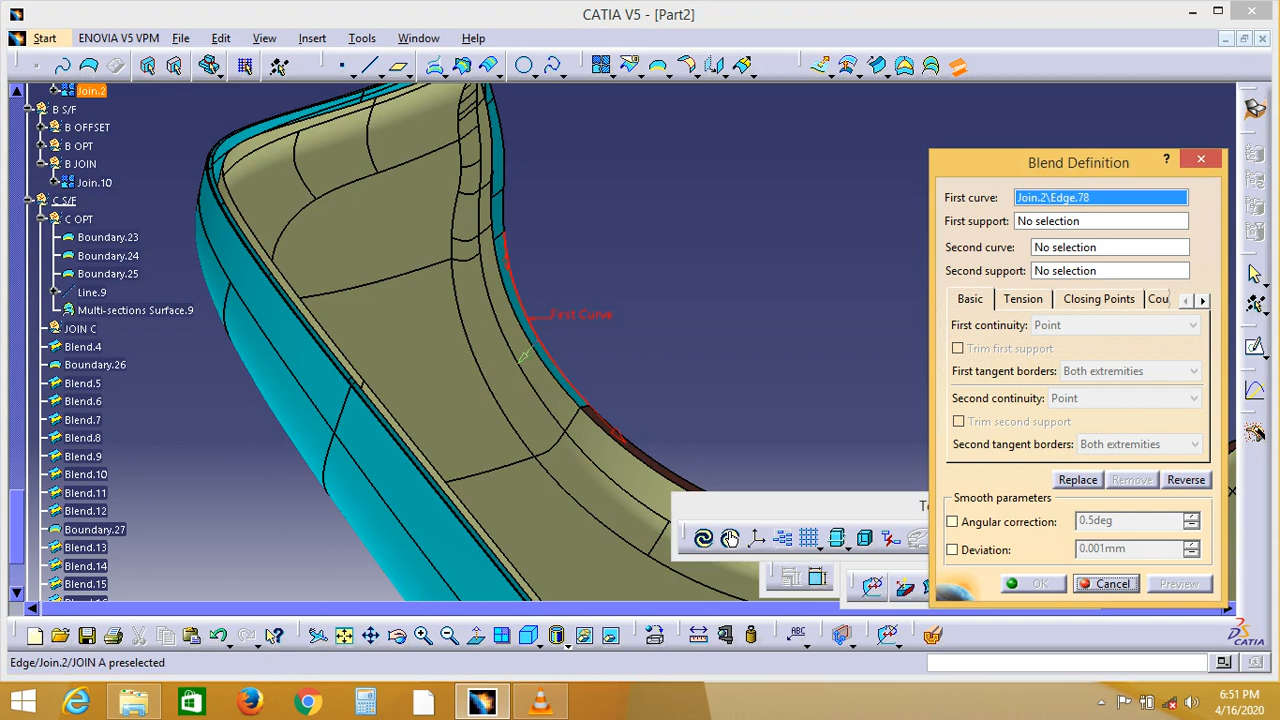 CATIA V5 - [Part2]
Start
ENOVIA V5 VPM
File
Edit
View
Insert
Tools
Window
Help
Join.2
B S/F
B OFFSET
B OPT
B JOIN
Join.10
C S/F
C OPT
Boundary.23
Boundary.24
Boundary.25
Line.9
Multi-sections Surface.9
JOIN C
Blend.4
Boundary.26
Blend.5
Blend.6
Blend.7
Blend.8
Blend.9
Blend.10
Blend.11
Blend.12
Boundary.27
Blend.13
Blend.14
Blend.15
First Curve
Blend Definition
?
First curve: Join.2\Edge.78
First support: No selection
Second curve: No selection
Second support: No selection
Basic
Tension
Closing Points
Cou
First continuity: Point
Trim first support
First tangent borders: Both extremities
Second continuity: Point
Trim second support
Second tangent borders: Both extremities
Replace
Remove
Reverse
Smooth parameters
Angular correction: 0.5deg
Deviation: 0.001mm
OK
Cancel
Preview
ABC
DASSAULT SYSTEMES
CATIA
Edge/Join.2/JOIN A preselected
6:51 PM
4/16/2020